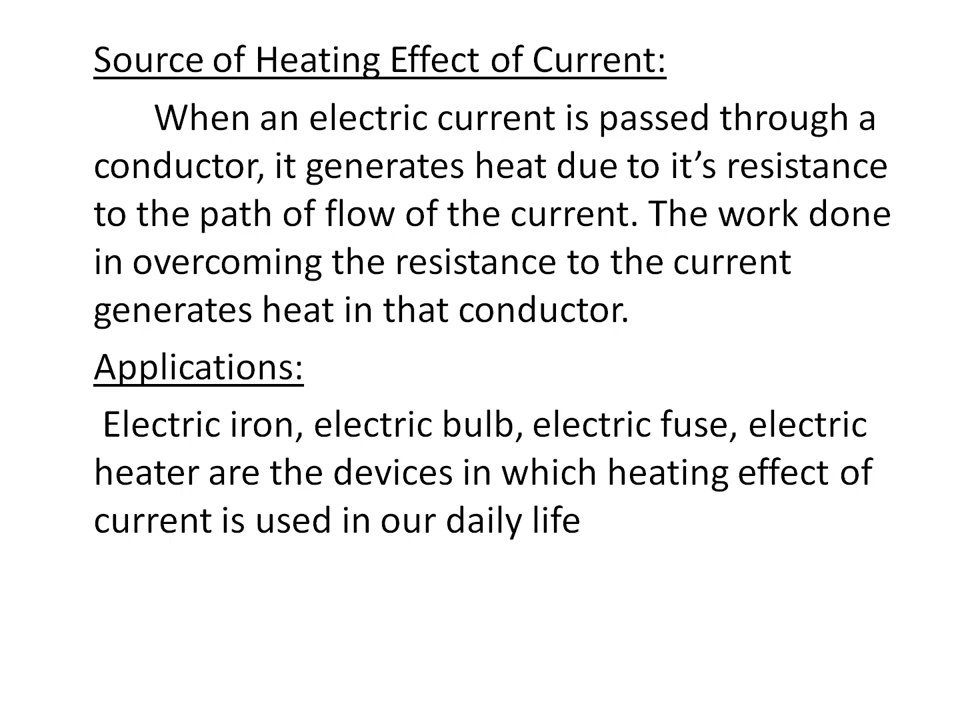 Source of Heating Effect of Current:
When an electric current is passed through a
conductor, it generates heat due to it’s resistance
to the path of flow of the current. The work done
in overcoming the resistance to the current
generates heat in that conductor.
Applications:
Electric iron, electric bulb, electric fuse, electric
heater are the devices in which heating effect of
current is used in our daily life